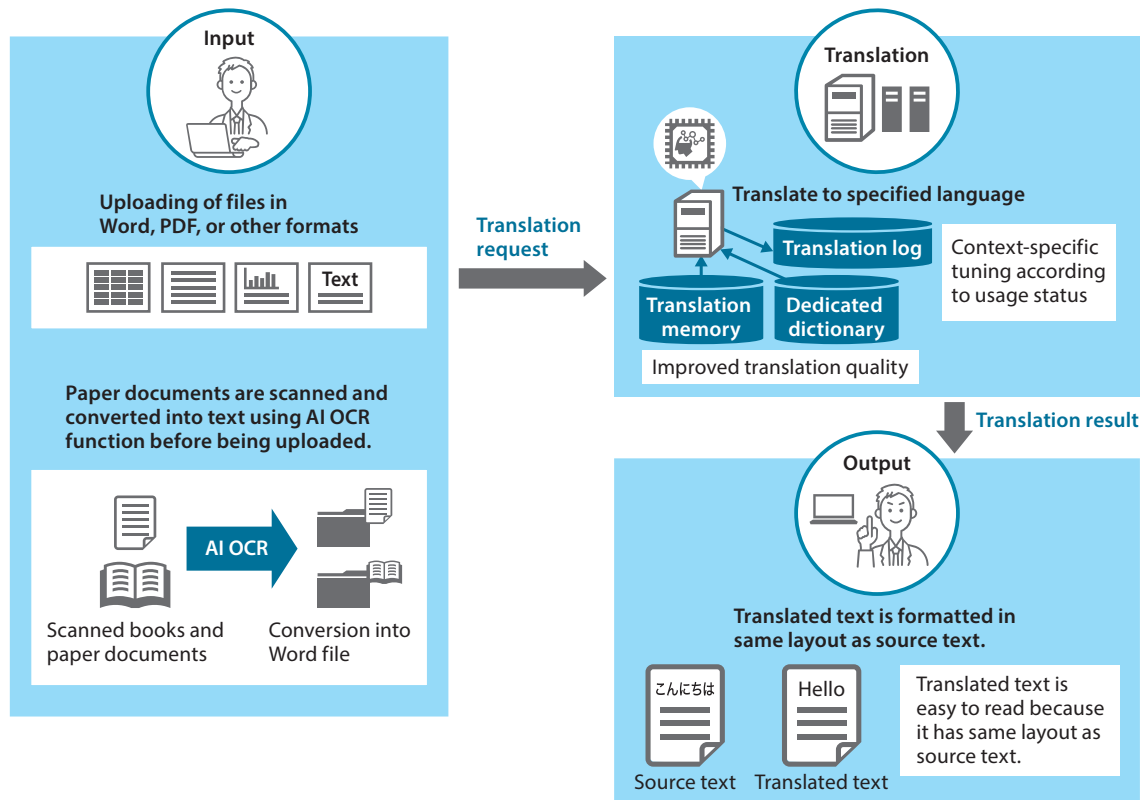 Input
Uploading of files in
Word, PDF, or other formats
Text
Paper documents are scanned and
converted into text using AI OCR
function before being uploaded.
AI OCR
Scanned books and
paper documents
Conversion into
Word file
Translation
request
Translation
Translate to specified language
Translation log
Translation
memory
Dedicated
dictionary
Context-specific
tuning according
to usage status
Improved translation quality
Translation result
Output
Translated text is formatted in
same layout as source text.
こんにちは
Source text
Hello
Translated text
Translated text is
easy to read because
it has same layout as
source text.